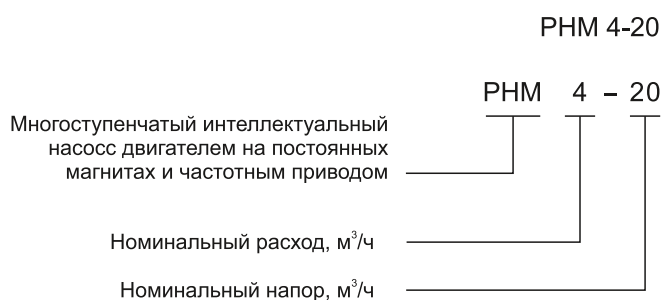 PHM 4-20
PHM 4 – 20
Многоступенчатый интеллектуальный
насосс двигателем на постоянных
магнитах и частотным приводом
Номинальный расход, м³/ч
Номинальный напор, м³/ч